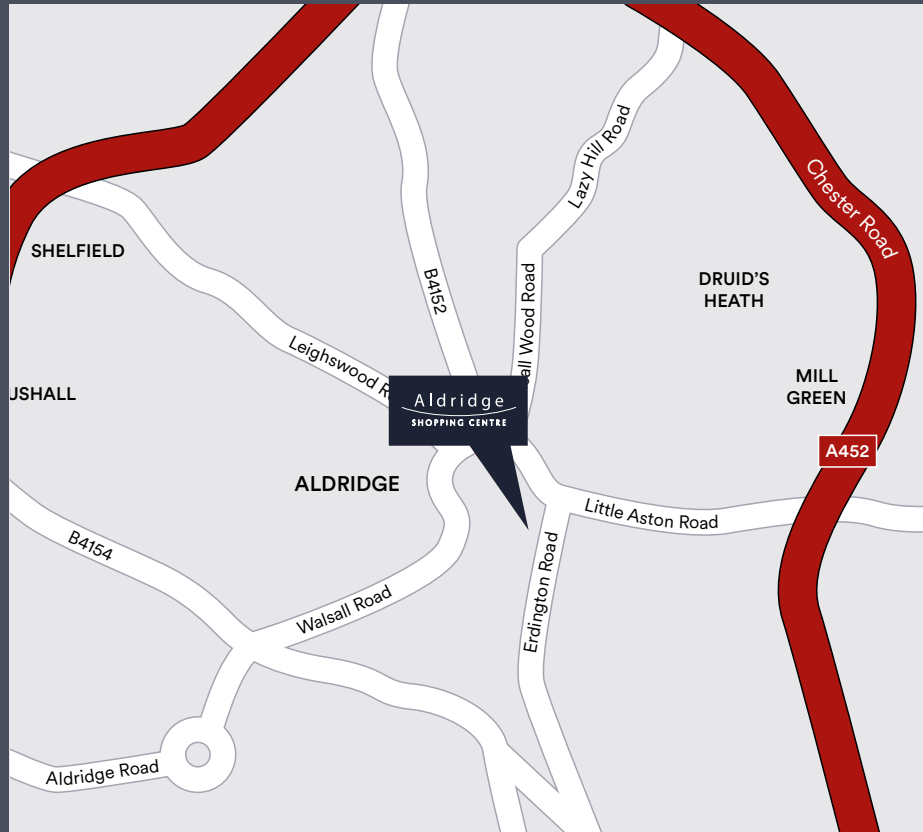 Lazy Hill Road
Chester Road
SHELFIELD
B4152
DRUID'S
HEATH
Wood Road
Leighswood
MILL
GREEN
USHALL
Aldridge
SHOPPING CENTRE
A452
ALDRIDGE
Little Aston Road
B4154
Erdington Road
Walsall Road
Aldridge Road